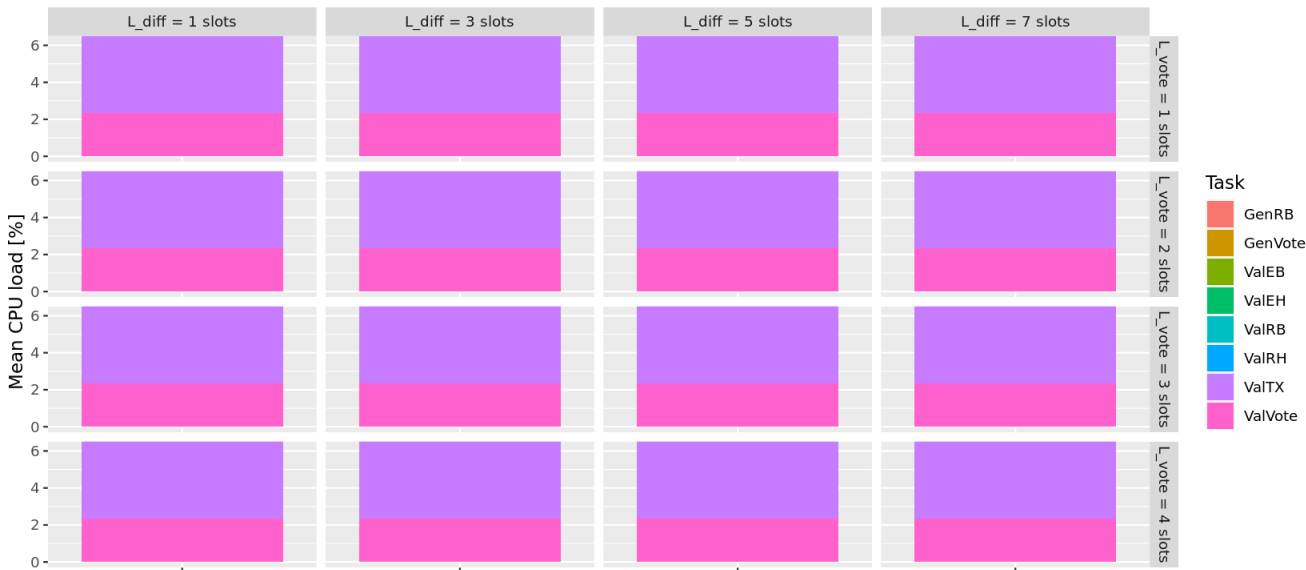 L_diff = 1 slots
L_diff = 3 slots
L_diff = 5 slots
L_diff = 7 slots
Mean CPU load [%]
6
4
2
0
L_vote = 1 slots
6
4
2
0
L_vote = 2 slots
6
4
2
0
L_vote = 3 slots
6
4
2
0
L_vote = 4 slots
Task
GenRB
GenVote
ValEB
ValEH
ValRB
ValRH
ValTX
ValVote